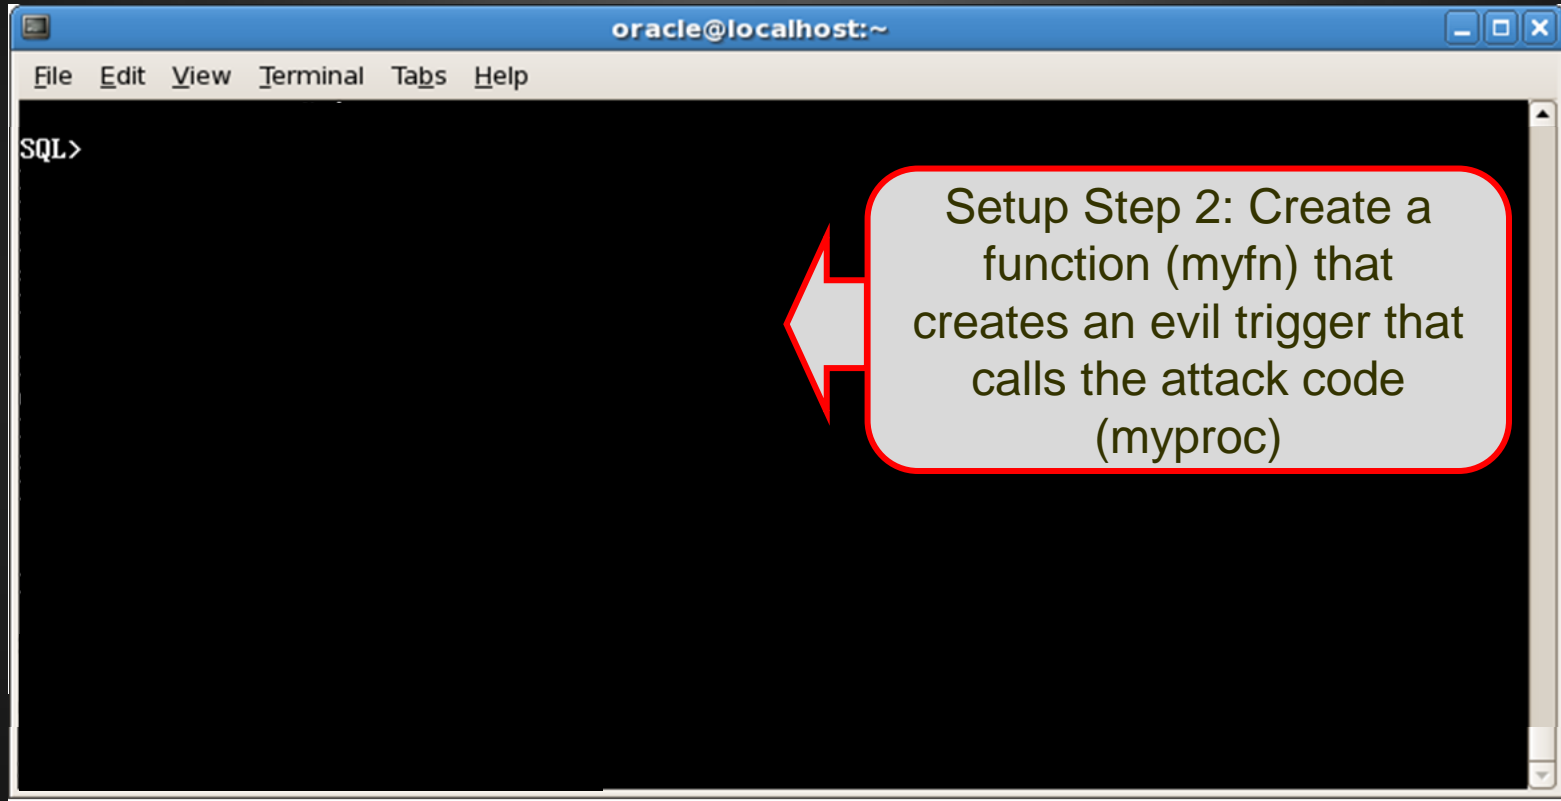 oracle@localhost:~
File Edit View Terminal Tabs Help
SQL>
Setup Step 2: Create a
function (myfn) that
creates an evil trigger that
calls the attack code
(myproc)